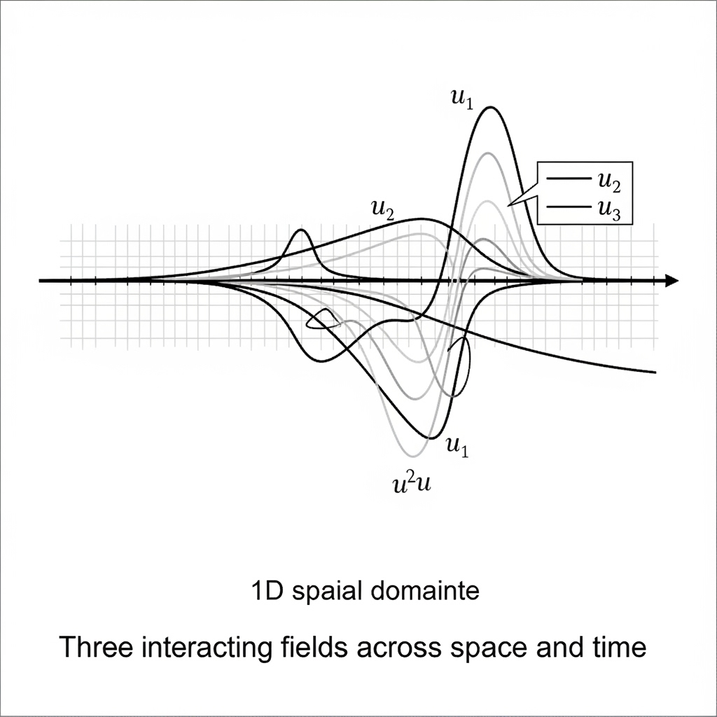 u₁
u₂
u₂
u₃
u₁
u²u
1D spaial domainte
Three interacting fields across space and time